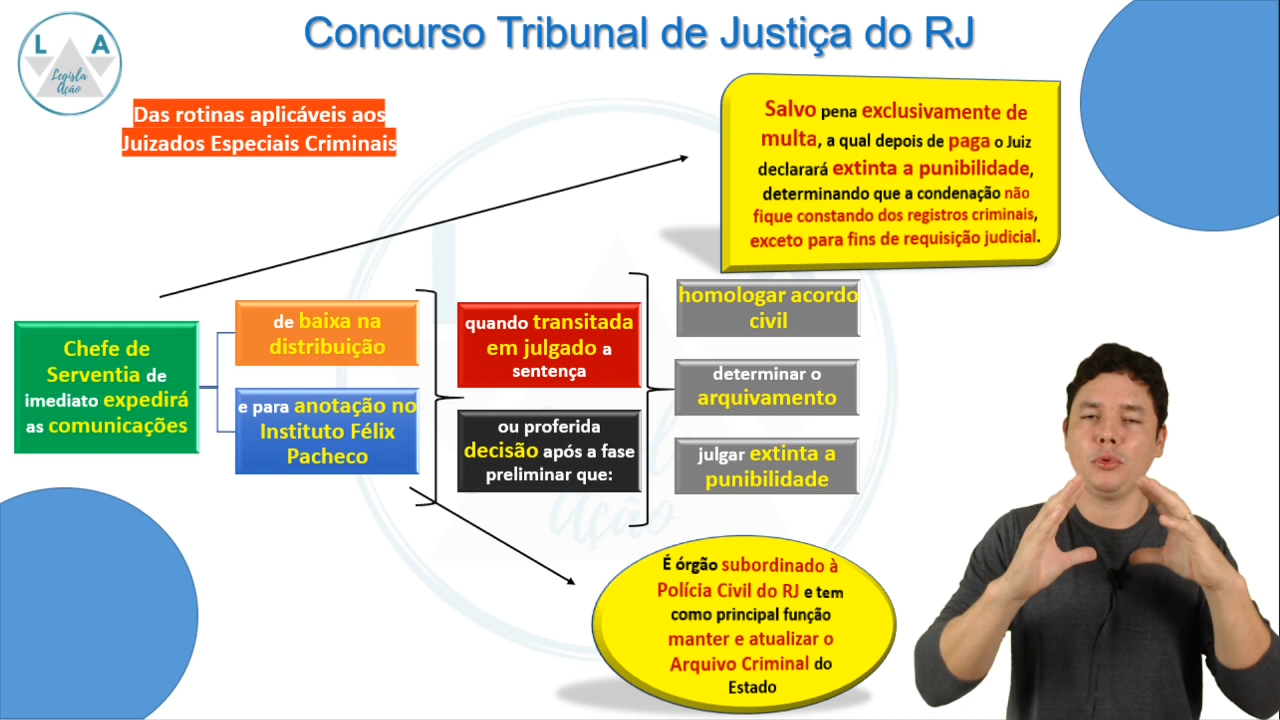 Concurso Tribunal de Justiça do RJ
L A
Legisla
Ação
Das rotinas aplicáveis aos
Juizados Especiais Criminais
Salvo pena exclusivamente de
multa, a qual depois de paga o Juiz
declarará extinta a punibilidade,
determinando que a condenação não
fique constando dos registros criminais,
exceto para fins de requisição judicial.
Chefe de
Serventia de
imediato expedirá
as comunicações
de baixa na
distribuição
e para anotação no
Instituto Félix
Pacheco
quando transitada
em julgado a
sentença
ou proferida
decisão após a fase
preliminar que:
homologar acordo
civil
determinar o
arquivamento
julgar extinta a
punibilidade
É órgão subordinado à
Polícia Civil do RJ e tem
como principal função
manter e atualizar o
Arquivo Criminal do
Estado